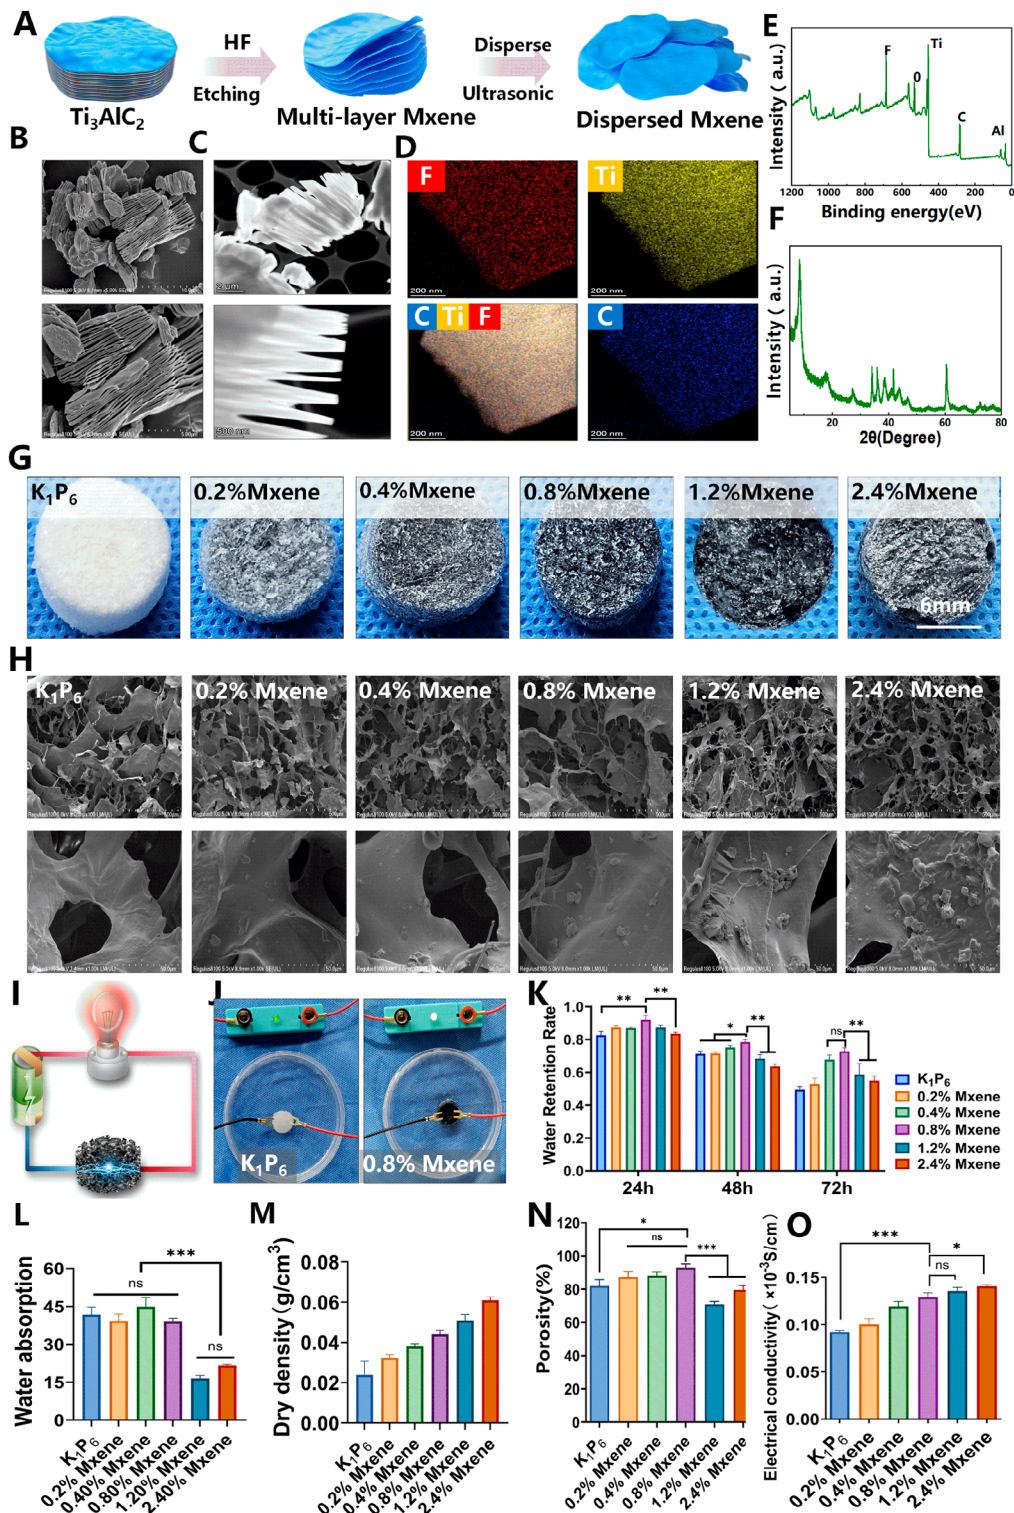 A
HF
Etching
Disperse
Ultrasonic
Ti₃AlC₂
Multi-layer Mxene
Dispersed Mxene
E
Intensity ( a.u.)
F
O
Ti
C
Al
1200 1000 800 600 400 200 0
Binding energy(eV)
B
C
2 μm
500 nm
D
F
Ti
200 nm
200 nm
C Ti F
C
200 nm
200 nm
F
Intensity ( a.u.)
20 40 60 80
2θ(Degree)
G
K₁P₆
0.2%Mxene
0.4%Mxene
0.8%Mxene
1.2%Mxene
2.4%Mxene
6mm
H
K₁P₆
0.2% Mxene
0.4% Mxene
0.8% Mxene
1.2% Mxene
2.4% Mxene
I
J
K₁P₆
0.8% Mxene
K
Water Retention Rate
1.0
0.8
0.6
0.4
0.2
0.0
** **
* **
ns **
24h 48h 72h
K₁P₆
0.2% Mxene
0.4% Mxene
0.8% Mxene
1.2% Mxene
2.4% Mxene
L
Water absorption
60
45
30
15
0
***
ns
ns
K₁P₆
0.2% Mxene
0.40% Mxene
0.80% Mxene
1.20% Mxene
2.40% Mxene
M
Dry density (g/cm³)
0.08
0.06
0.04
0.02
0.00
K₁P₆
0.2% Mxene
0.4% Mxene
0.8% Mxene
1.2% Mxene
2.4% Mxene
N
Porosity(%)
120
100
80
60
40
20
0
*
ns
***
K₁P₆
0.2% Mxene
0.4% Mxene
0.8% Mxene
1.2% Mxene
2.4% Mxene
O
Electrical conductivity( ×10⁻³S/cm)
0.15
0.10
0.05
0.00
***
*
ns
K₁P₆
0.2% Mxene
0.4% Mxene
0.8% Mxene
1.2% Mxene
2.4% Mxene